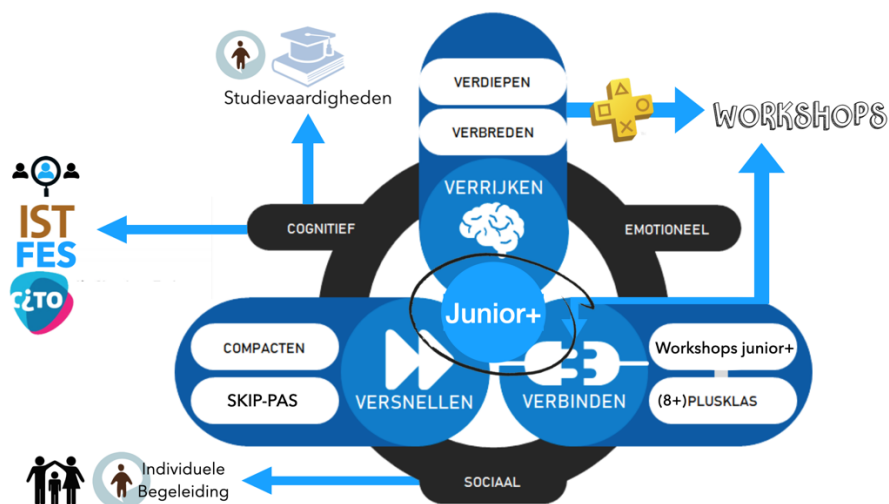 VERDIEPEN
Studievaardigheden
WORKSHOPS
VERBREDEN
VERRIJKEN
IST
FES
CiTO
COGNITIEF
EMOTIONEEL
Junior+
COMPACTEN
SKIP-PAS
VERSNELLEN
VERBINDEN
Workshops junior+
(8+)PLUSKLAS
Individuele
Begeleiding
SOCIAAL